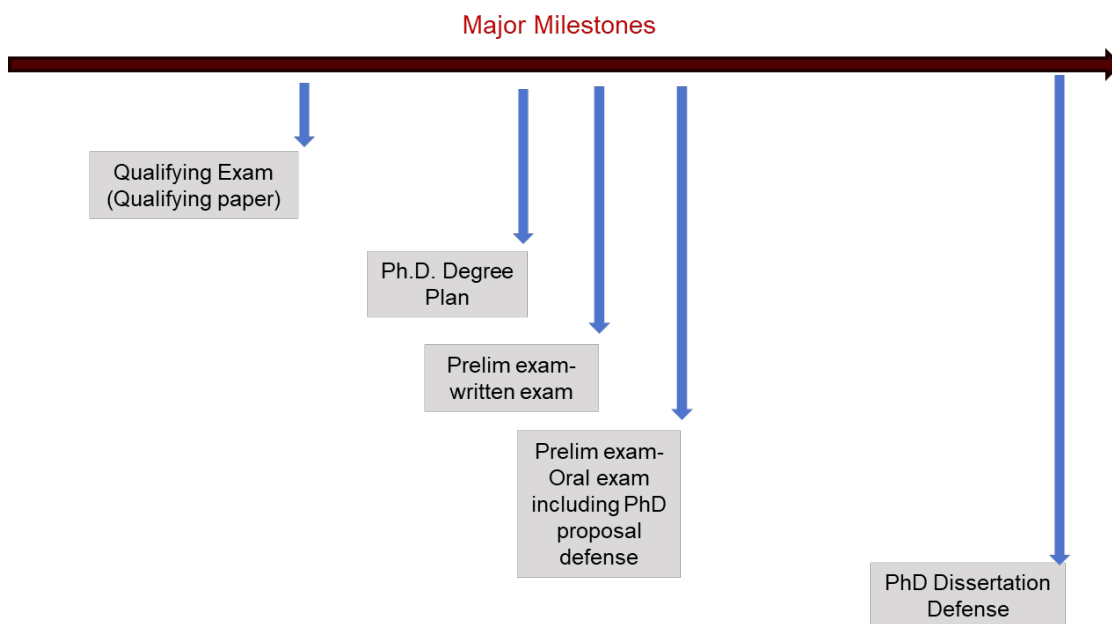 Major Milestones
Qualifying Exam
(Qualifying paper)
Ph.D. Degree
Plan
Prelim exam-
written exam
Prelim exam-
Oral exam
including PhD
proposal
defense
PhD Dissertation
Defense